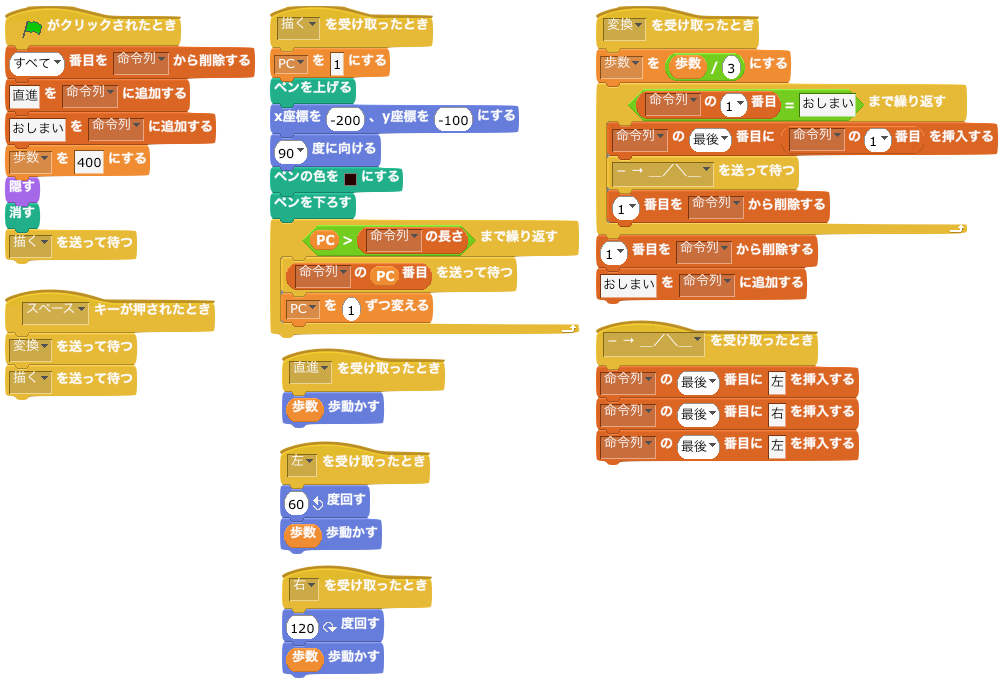 がクリックされたとき
すべて 番目を 命令列 から削除する
直進 を 命令列 に追加する
おしまい を 命令列 に追加する
歩数 を 400 にする
隠す
消す
描く を送って待つ
スペース キーが押されたとき
変換 を送って待つ
描く を送って待つ
描く を受け取ったとき
PC を 1 にする
ペンを上げる
x座標を -200 、y座標を -100 にする
90 度に向ける
ペンの色を にする
ペンを下ろす
PC > 命令列 の長さ まで繰り返す
命令列 の PC 番目 を送って待つ
PC を 1 ずつ変える
直進 を受け取ったとき
歩数 歩動かす
左 を受け取ったとき
60 度回す
歩数 歩動かす
右 を受け取ったとき
120 度回す
歩数 歩動かす
変換 を受け取ったとき
歩数 を 歩数 / 3 にする
命令列 の 1 番目 = おしまい まで繰り返す
命令列 の 最後 番目に 命令列 の 1 番目 を挿入する
− → __/\__ を送って待つ
1 番目を 命令列 から削除する
1 番目を 命令列 から削除する
おしまい を 命令列 に追加する
− → __/\__ を受け取ったとき
命令列 の 最後 番目に 左 を挿入する
命令列 の 最後 番目に 右 を挿入する
命令列 の 最後 番目に 左 を挿入する